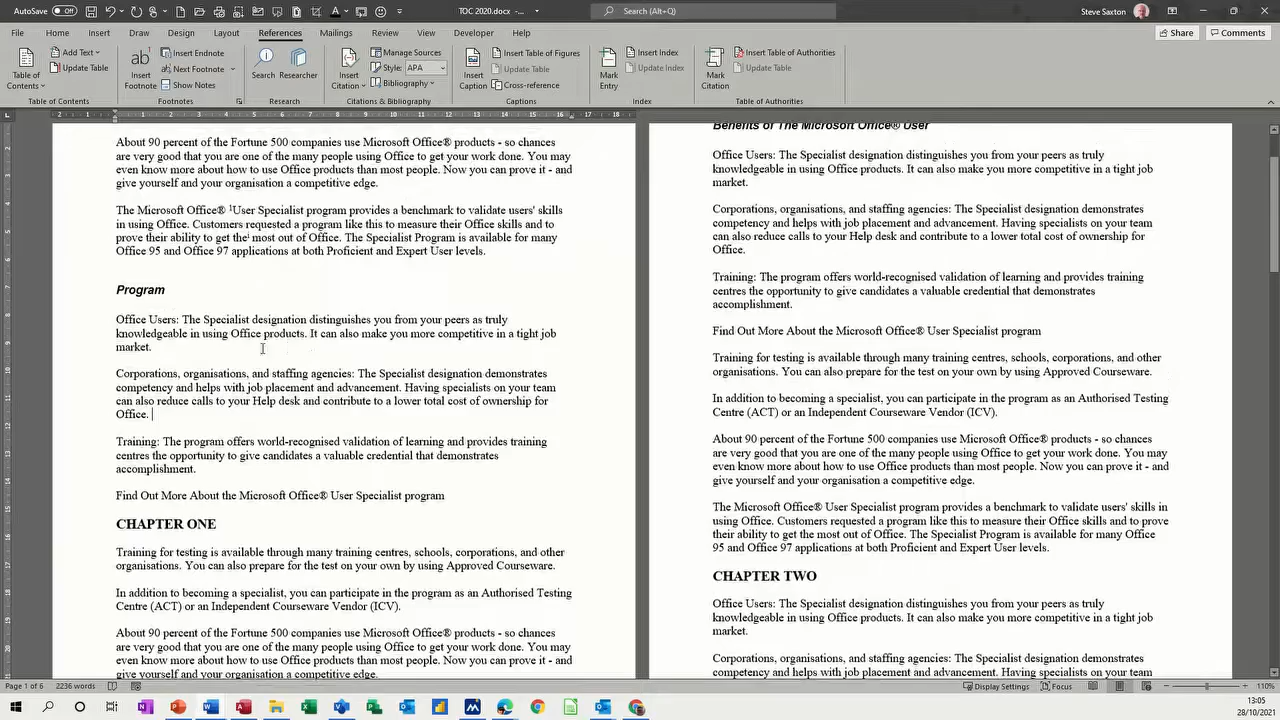 AutoSave Off
TOC 2020.docx
Search (Alt+Q)
Steve Saxton
File Home Insert Draw Design Layout References Mailings Review View Developer Help
Share Comments
Table of Contents
Add Text
Update Table
Table of Contents
Insert Footnote
Insert Endnote
Next Footnote
Show Notes
Footnotes
Search
Researcher
Research
Insert Citation
Manage Sources
Style: APA
Bibliography
Citations & Bibliography
Insert Caption
Insert Table of Figures
Update Table
Cross-reference
Captions
Mark Entry
Insert Index
Update Index
Index
Mark Citation
Insert Table of Authorities
Update Table
Table of Authorities
About 90 percent of the Fortune 500 companies use Microsoft Office® products - so chances
are very good that you are one of the many people using Office to get your work done. You may
even know more about how to use Office products than most people. Now you can prove it - and
give yourself and your organisation a competitive edge.
The Microsoft Office® ¹User Specialist program provides a benchmark to validate users' skills
in using Office. Customers requested a program like this to measure their Office skills and to
prove their ability to get theⁱ most out of Office. The Specialist Program is available for many
Office 95 and Office 97 applications at both Proficient and Expert User levels.
Program
Office Users: The Specialist designation distinguishes you from your peers as truly
knowledgeable in using Office products. It can also make you more competitive in a tight job
market.
Corporations, organisations, and staffing agencies: The Specialist designation demonstrates
competency and helps with job placement and advancement. Having specialists on your team
can also reduce calls to your Help desk and contribute to a lower total cost of ownership for
Office.
Training: The program offers world-recognised validation of learning and provides training
centres the opportunity to give candidates a valuable credential that demonstrates
accomplishment.
Find Out More About the Microsoft Office® User Specialist program
CHAPTER ONE
Training for testing is available through many training centres, schools, corporations, and other
organisations. You can also prepare for the test on your own by using Approved Courseware.
In addition to becoming a specialist, you can participate in the program as an Authorised Testing
Centre (ACT) or an Independent Courseware Vendor (ICV).
About 90 percent of the Fortune 500 companies use Microsoft Office® products - so chances
are very good that you are one of the many people using Office to get your work done. You may
even know more about how to use Office products than most people. Now you can prove it - and
give yourself and your organisation a competitive edge.
Benefits of The Microsoft Office® User
Office Users: The Specialist designation distinguishes you from your peers as truly
knowledgeable in using Office products. It can also make you more competitive in a tight job
market.
Corporations, organisations, and staffing agencies: The Specialist designation demonstrates
competency and helps with job placement and advancement. Having specialists on your team
can also reduce calls to your Help desk and contribute to a lower total cost of ownership for
Office.
Training: The program offers world-recognised validation of learning and provides training
centres the opportunity to give candidates a valuable credential that demonstrates
accomplishment.
Find Out More About the Microsoft Office® User Specialist program
Training for testing is available through many training centres, schools, corporations, and other
organisations. You can also prepare for the test on your own by using Approved Courseware.
In addition to becoming a specialist, you can participate in the program as an Authorised Testing
Centre (ACT) or an Independent Courseware Vendor (ICV).
About 90 percent of the Fortune 500 companies use Microsoft Office® products - so chances
are very good that you are one of the many people using Office to get your work done. You may
even know more about how to use Office products than most people. Now you can prove it - and
give yourself and your organisation a competitive edge.
The Microsoft Office® User Specialist program provides a benchmark to validate users' skills in
using Office. Customers requested a program like this to measure their Office skills and to prove
their ability to get the most out of Office. The Specialist Program is available for many Office
95 and Office 97 applications at both Proficient and Expert User levels.
CHAPTER TWO
Office Users: The Specialist designation distinguishes you from your peers as truly
knowledgeable in using Office products. It can also make you more competitive in a tight job
market.
Corporations, organisations, and staffing agencies: The Specialist designation demonstrates
competency and helps with job placement and advancement. Having specialists on your team
Page 1 of 6 2236 words
Display Settings Focus 110%
13:05
28/10/2021